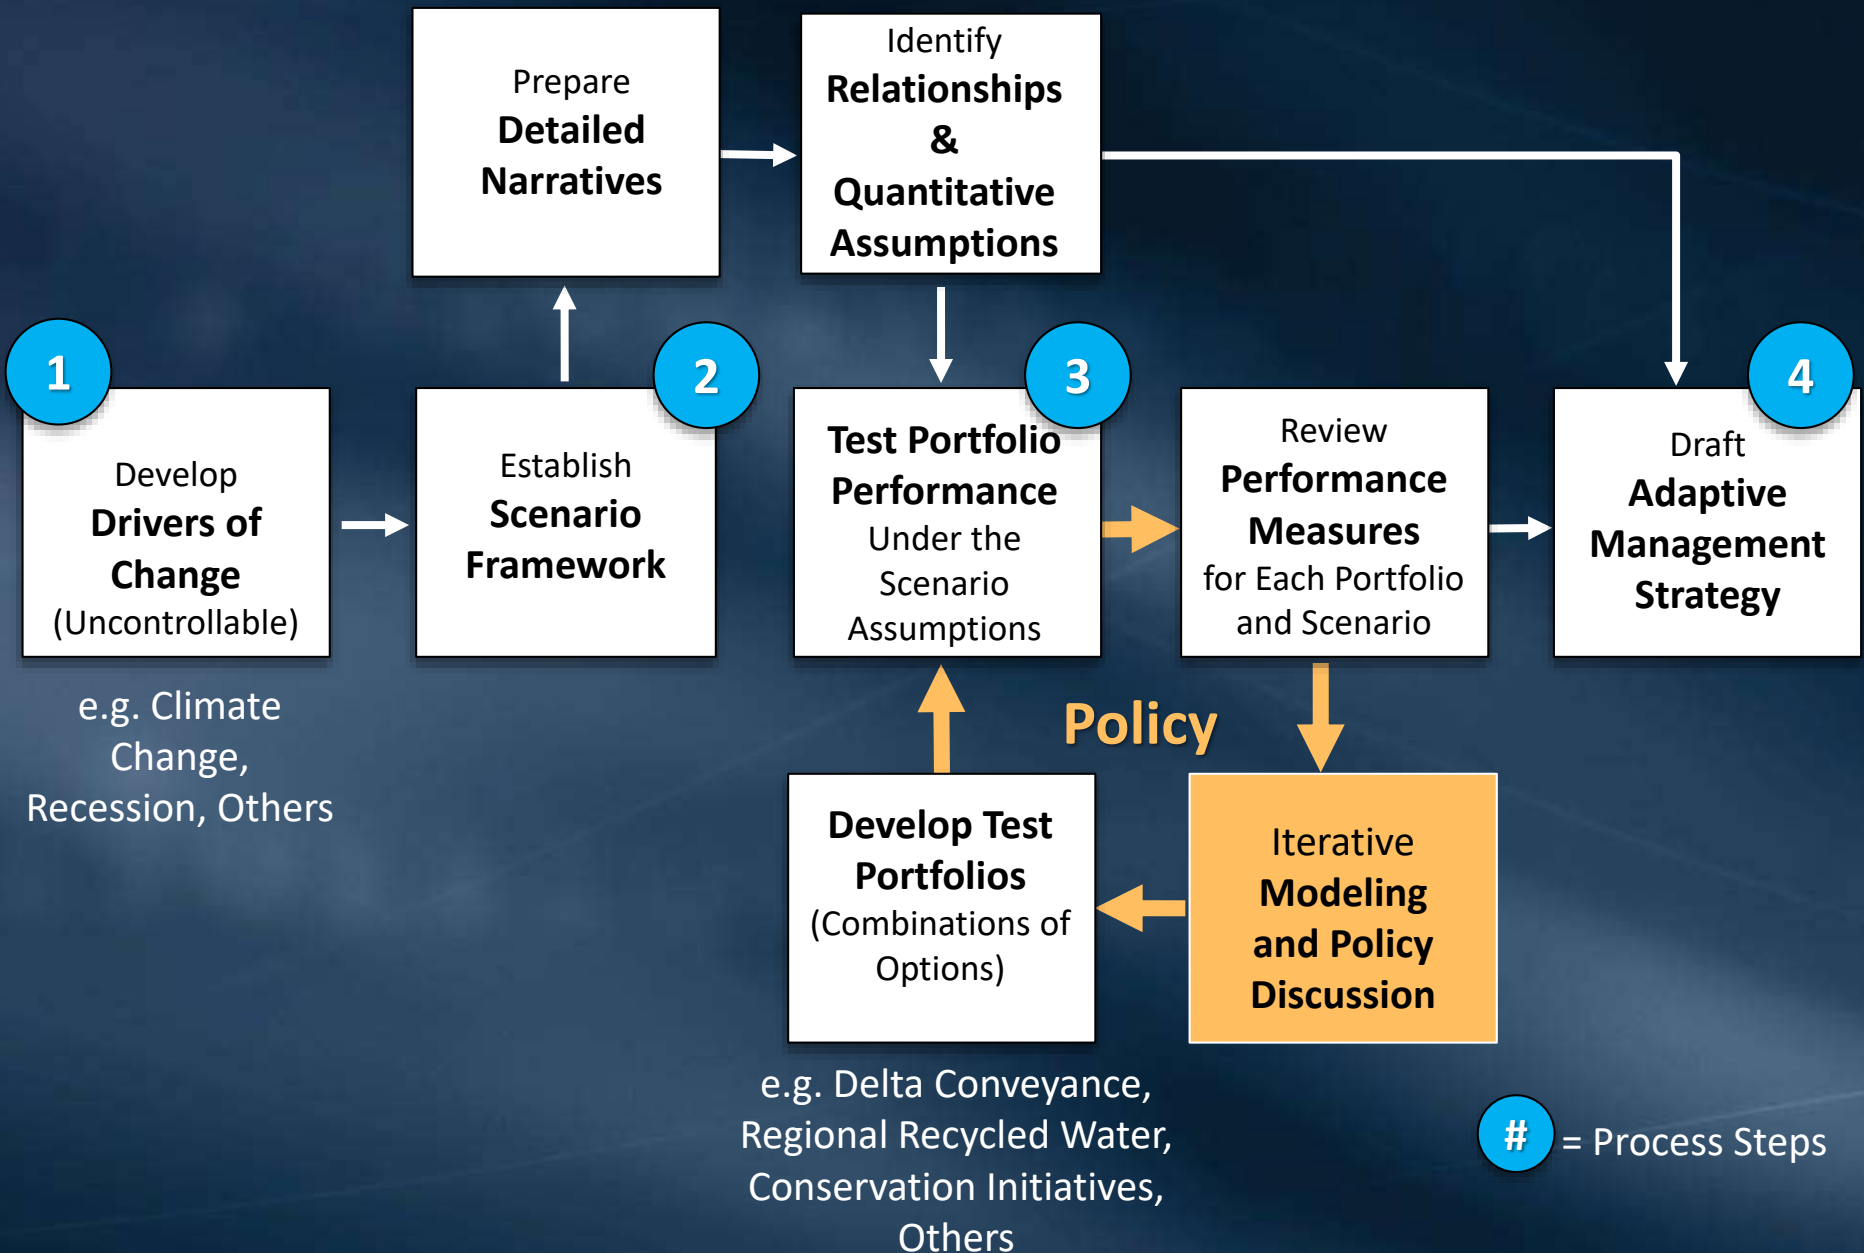 Prepare
Detailed
Narratives
Identify
Relationships
&
Quantitative
Assumptions
1
Develop
Drivers of
Change
(Uncontrollable)
e.g. Climate
Change,
Recession, Others
2
Establish
Scenario
Framework
3
Test Portfolio
Performance
Under the
Scenario
Assumptions
Review
Performance
Measures
for Each Portfolio
and Scenario
4
Draft
Adaptive
Management
Strategy
Policy
Develop Test
Portfolios
(Combinations of
Options)
e.g. Delta Conveyance,
Regional Recycled Water,
Conservation Initiatives,
Others
Iterative
Modeling
and Policy
Discussion
# = Process Steps